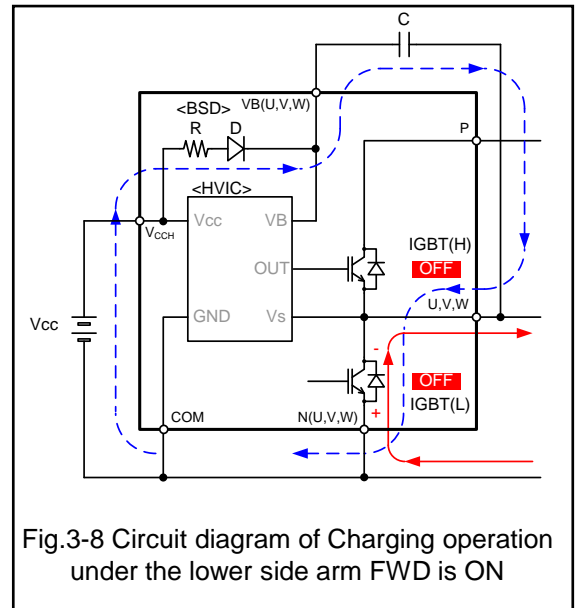 C
VB(U,V,W)
<BSD>
R D
P
<HVIC>
Vcc VB
VCCH
IGBT(H)
OFF
OUT
U,V,W
GND Vs
Vcc
-
OFF
IGBT(L)
+
COM N(U,V,W)
Fig.3-8 Circuit diagram of Charging operation
under the lower side arm FWD is ON